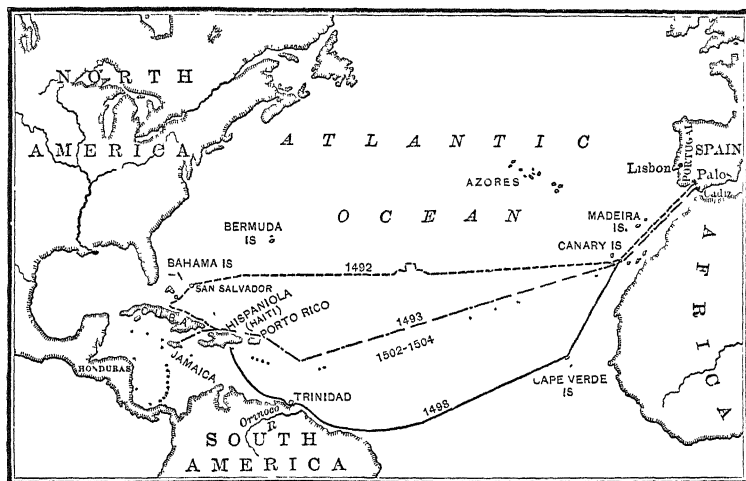 NORTH
AMERICA
ATLANTIC
OCEAN
AZORES
Lisbon
PORTUGAL
SPAIN
Palo
Cadiz
MADEIRA
IS.
CANARY IS
BERMUDA
IS
BAHAMA IS
SAN SALVADOR
1492
CUBA
HISPANIOLA
(HAITI)
PORTO RICO
1493
1502-1504
JAMAICA
HONDURAS
CAPE VERDE
IS
TRINIDAD
1498
Orinoco
R
SOUTH
AMERICA
AFRICA